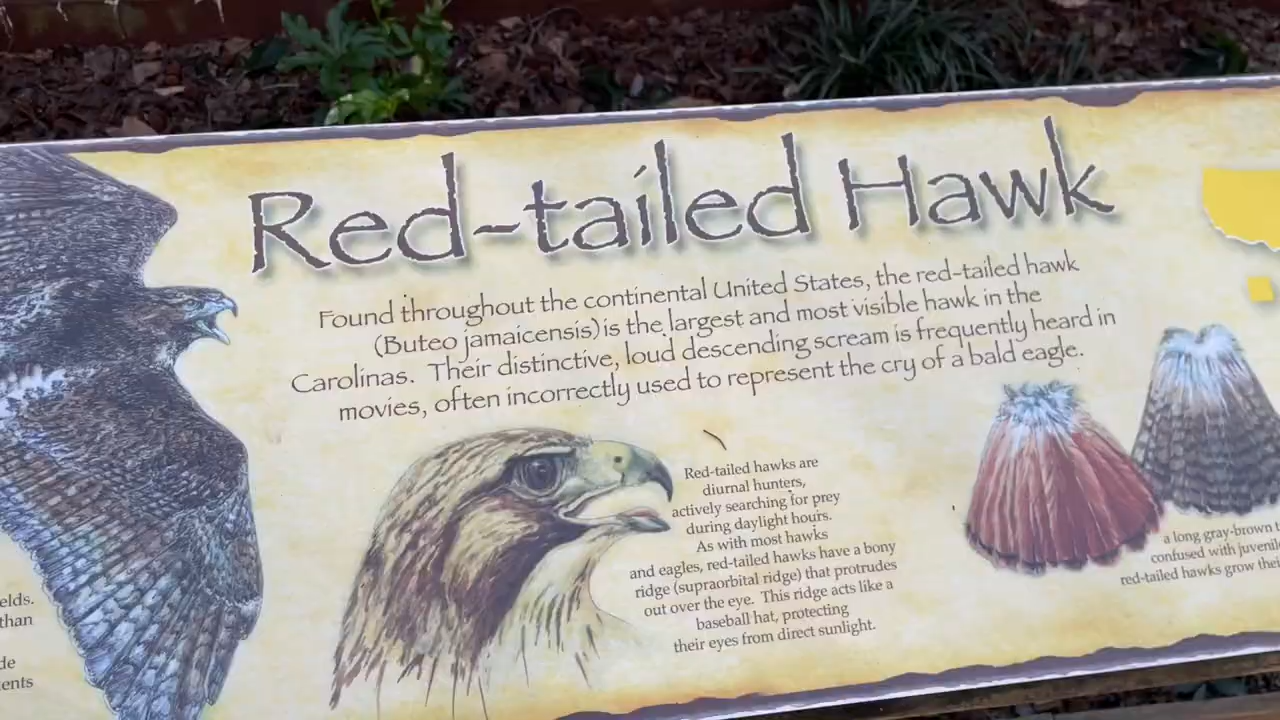 Red-tailed Hawk
Found throughout the continental United States, the red-tailed hawk
(Buteo jamaicensis) is the largest and most visible hawk in the
Carolinas. Their distinctive, loud descending scream is frequently heard in
movies, often incorrectly used to represent the cry of a bald eagle.
Red-tailed hawks are
diurnal hunters,
actively searching for prey
during daylight hours.
As with most hawks
and eagles, red-tailed hawks have a bony
ridge (supraorbital ridge) that protrudes
out over the eye. This ridge acts like a
baseball hat, protecting
their eyes from direct sunlight.
a long gray-brown
confused with
red-tailed hawks grow
than